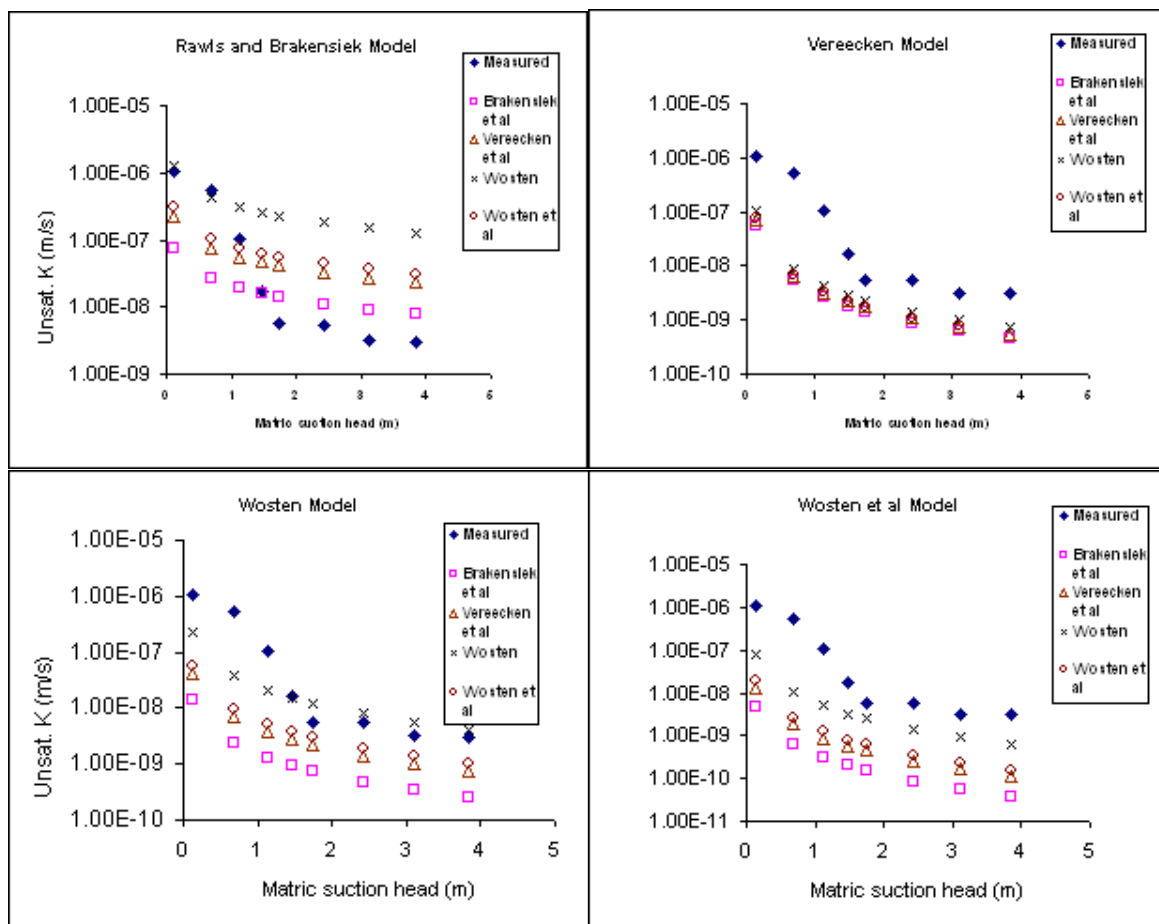 Rawls and Brakensiek Model
Measured
Brakensiek
et al
Vereecken
et al
Wosten
Wosten et
al
1.00E-05
1.00E-06
1.00E-07
1.00E-08
1.00E-09
Unsat. K (m/s)
0 1 2 3 4 5
Matric suction head (m)
Vereecken Model
Measured
Brakensiek
et al
Vereecken
et al
Wosten
Wosten et
al
1.00E-05
1.00E-06
1.00E-07
1.00E-08
1.00E-09
1.00E-10
0 1 2 3 4 5
Matric suction head (m)
Wosten Model
Measured
Brakensiek
et al
Vereecken
et al
Wosten
Wosten et
al
1.00E-05
1.00E-06
1.00E-07
1.00E-08
1.00E-09
1.00E-10
Unsat. K (m/s)
0 1 2 3 4 5
Matric suction head (m)
Wosten et al Model
Measured
Brakensiek
et al
Vereecken
et al
Wosten
Wosten et
al
1.00E-05
1.00E-06
1.00E-07
1.00E-08
1.00E-09
1.00E-10
1.00E-11
0 1 2 3 4 5
Matric suction head (m)